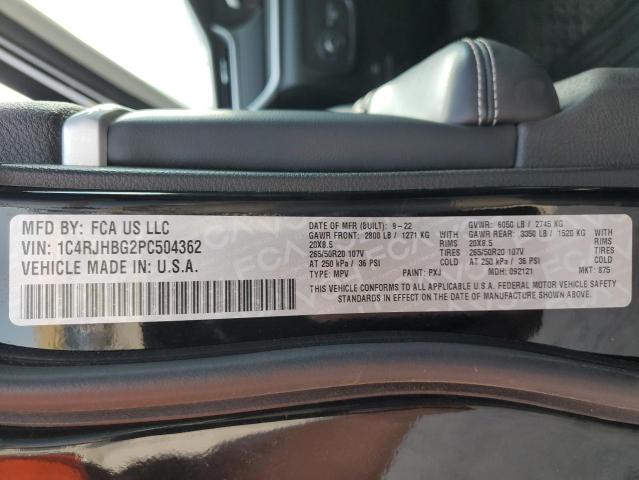 MFD BY: FCA US LLC
VIN: 1C4RJHBG2PC504362
VEHICLE MADE IN: U.S.A.
DATE OF MFR (BUILT): 9-22 GVWR: 6050 LB / 2745 KG
GAWR FRONT: 2800 LB / 1271 KG GAWR REAR: 3350 LB / 1520 KG
20X8.5 RIMS 20X8.5 RIMS
265/50R20 107V TIRES 265/50R20 107V TIRES
AT 250 kPa / 36 PSI COLD AT 250 kPa / 36 PSI COLD
TYPE: MPV PAINT: PXJ MDH: 092121 MKT: 875
THIS VEHICLE CONFORMS TO ALL APPLICABLE U.S.A. FEDERAL MOTOR VEHICLE SAFETY
STANDARDS IN EFFECT ON THE DATE OF MANUFACTURE SHOWN ABOVE.